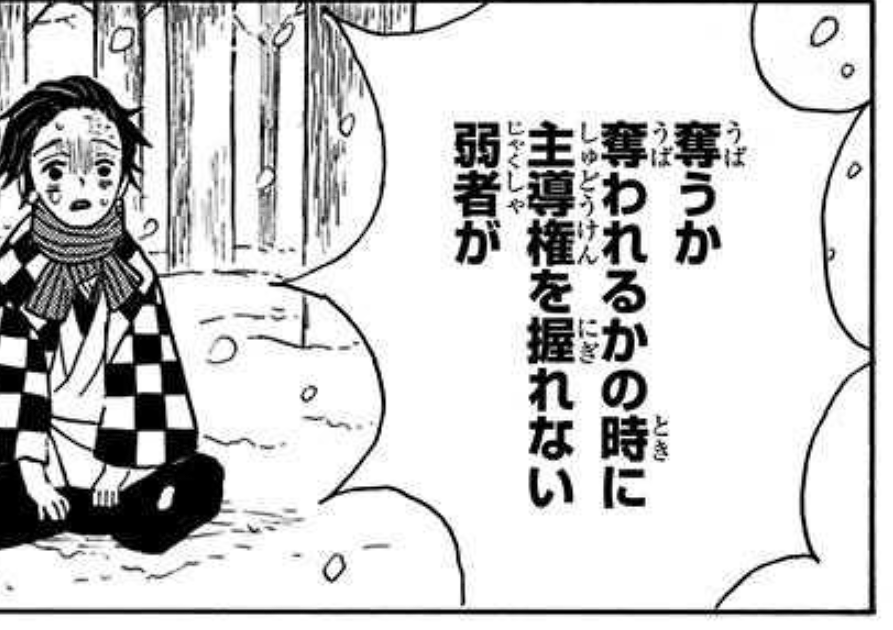 奪うか
奪われるかの時に
主導権を握れない
弱者が